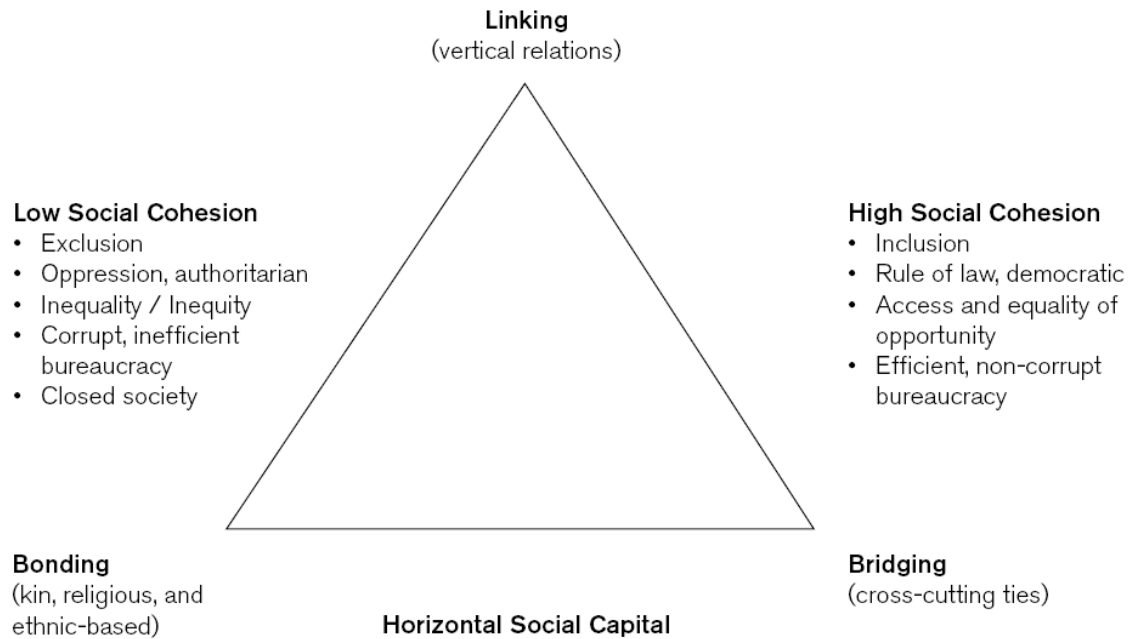 Linking
(vertical relations)
Low Social Cohesion
• Exclusion
• Oppression, authoritarian
• Inequality / Inequity
• Corrupt, inefficient
bureaucracy
• Closed society
High Social Cohesion
• Inclusion
• Rule of law, democratic
• Access and equality of
opportunity
• Efficient, non-corrupt
bureaucracy
Bonding
(kin, religious, and
ethnic-based)
Horizontal Social Capital
Bridging
(cross-cutting ties)